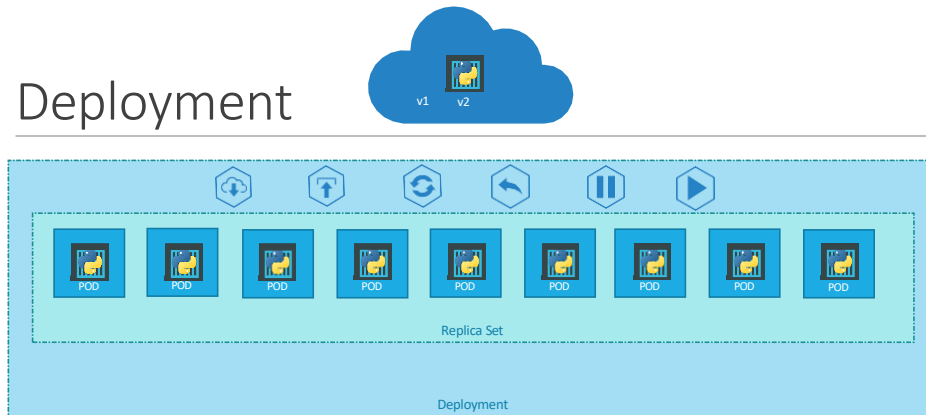 Deployment
v1 v2
POD POD POD POD POD POD POD POD POD
Replica Set
Deployment